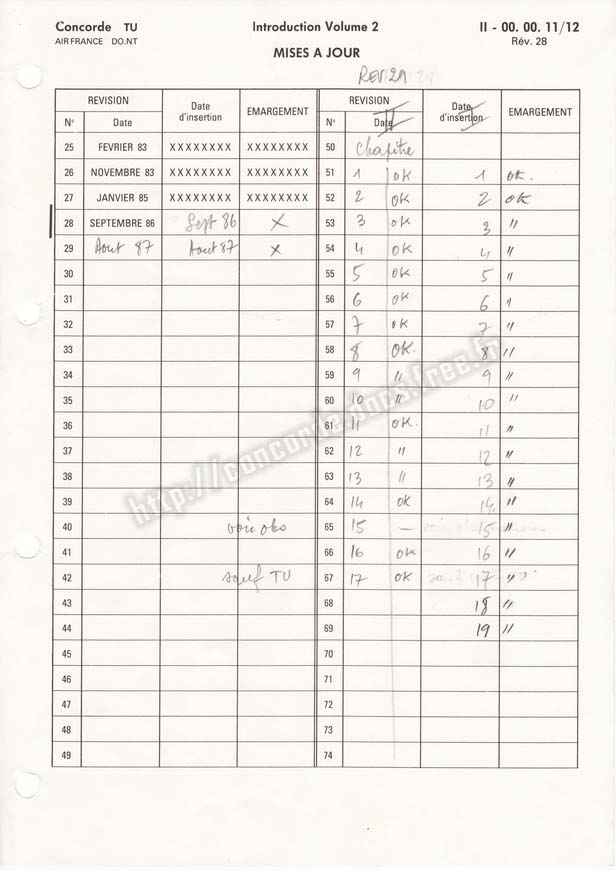 Concorde TU Introduction Volume 2 II - 00. 00. 11/12
AIR FRANCE DO.NT Rév. 28
MISES A JOUR
REV 29
REVISION Date d'insertion EMARGEMENT REVISION Date d'insertion EMARGEMENT
N° Date N° Date II I
25 FEVRIER 83 XXXXXXXX XXXXXXXX 50 Chapitre
26 NOVEMBRE 83 XXXXXXXX XXXXXXXX 51 1 OK 1 OK.
27 JANVIER 85 XXXXXXXX XXXXXXXX 52 2 OK 2 OK
28 SEPTEMBRE 86 Sept 86 X 53 3 OK 3 "
29 Aout 87 Aout 87 X 54 4 OK 4 "
30 55 5 OK 5 "
31 56 6 OK 6 "
32 57 7 OK 7 "
33 58 8 OK. 8 "
34 59 9 " 9 "
35 60 10 " 10 "
36 61 11 OK. 11 "
37 62 12 " 12 "
38 63 13 " 13 "
39 64 14 OK 14. "
40 voir obs 65 15 — 15 "
41 66 16 OK 16 "
42 sauf TU 67 17 OK 17 "
43 68 18 "
44 69 19 "
45 70
46 71
47 72
48 73
49 74
http://concorde.docs.free.fr